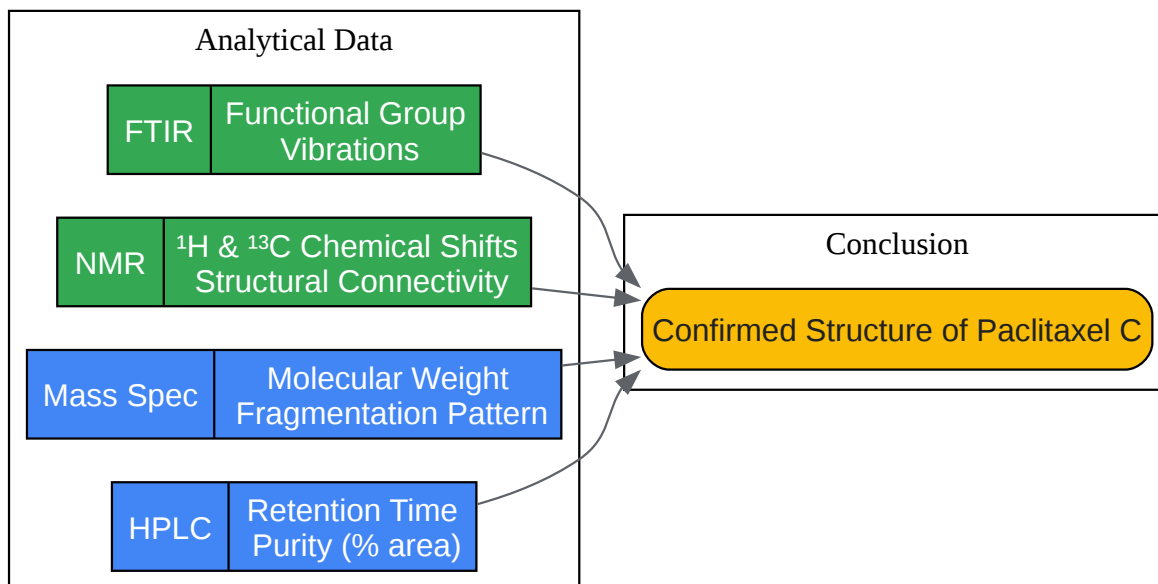 Analytical Data
FTIR
Functional Group
Vibrations
NMR
¹H & ¹³C Chemical Shifts
Structural Connectivity
Mass Spec
Molecular Weight
Fragmentation Pattern
HPLC
Retention Time
Purity (% area)
Conclusion
Confirmed Structure of Paclitaxel C